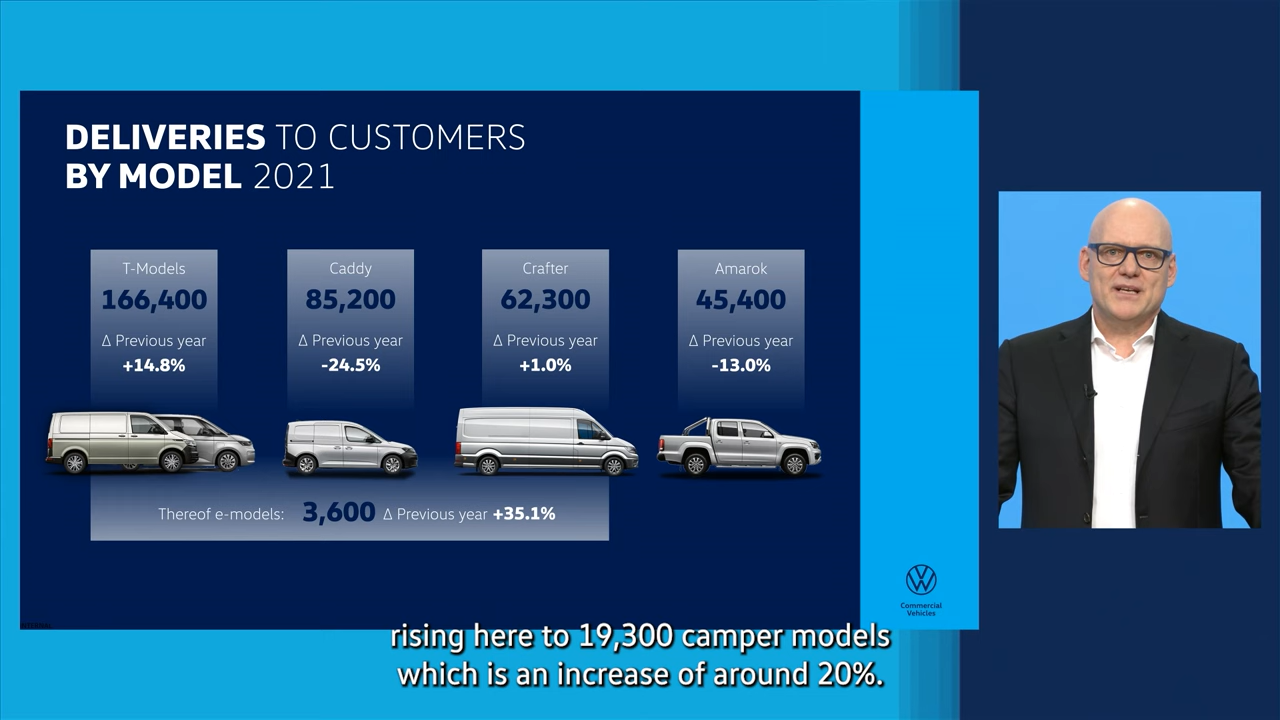 DELIVERIES TO CUSTOMERS
BY MODEL 2021
T-Models
166,400
Δ Previous year
+14.8%
Caddy
85,200
Δ Previous year
-24.5%
Crafter
62,300
Δ Previous year
+1.0%
Amarok
45,400
Δ Previous year
-13.0%
Thereof e-models: 3,600 Δ Previous year +35.1%
Commercial
Vehicles
rising here to 19,300 camper models
which is an increase of around 20%.